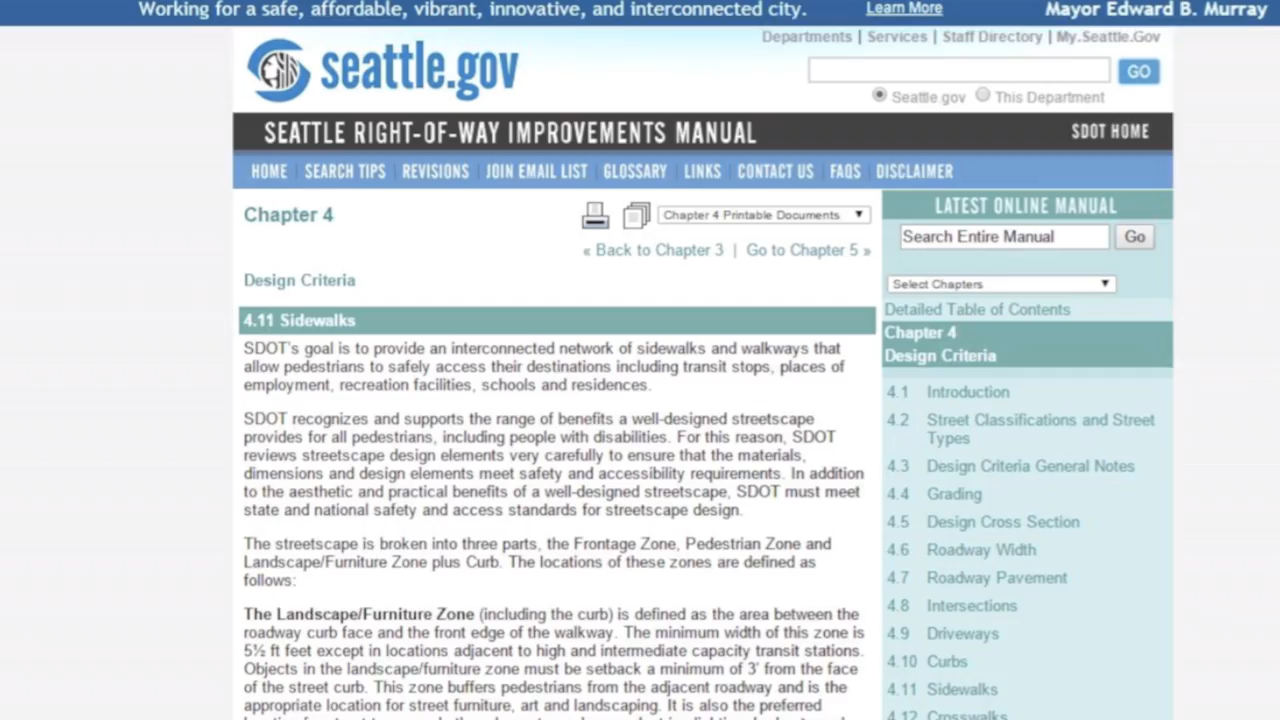 Working for a safe, affordable, vibrant, innovative, and interconnected city. Learn More Mayor Edward B. Murray
Departments | Services | Staff Directory | My.Seattle.Gov
seattle.gov
GO
Seattle.gov This Department
SEATTLE RIGHT-OF-WAY IMPROVEMENTS MANUAL SDOT HOME
HOME | SEARCH TIPS | REVISIONS | JOIN EMAIL LIST | GLOSSARY | LINKS | CONTACT US | FAQS | DISCLAIMER
Chapter 4
Chapter 4 Printable Documents
« Back to Chapter 3 | Go to Chapter 5 »
Design Criteria
4.11 Sidewalks
SDOT's goal is to provide an interconnected network of sidewalks and walkways that
allow pedestrians to safely access their destinations including transit stops, places of
employment, recreation facilities, schools and residences.
SDOT recognizes and supports the range of benefits a well-designed streetscape
provides for all pedestrians, including people with disabilities. For this reason, SDOT
reviews streetscape design elements very carefully to ensure that the materials,
dimensions and design elements meet safety and accessibility requirements. In addition
to the aesthetic and practical benefits of a well-designed streetscape, SDOT must meet
state and national safety and access standards for streetscape design.
The streetscape is broken into three parts, the Frontage Zone, Pedestrian Zone and
Landscape/Furniture Zone plus Curb. The locations of these zones are defined as
follows:
The Landscape/Furniture Zone (including the curb) is defined as the area between the
roadway curb face and the front edge of the walkway. The minimum width of this zone is
5½ ft feet except in locations adjacent to high and intermediate capacity transit stations.
Objects in the landscape/furniture zone must be setback a minimum of 3' from the face
of the street curb. This zone buffers pedestrians from the adjacent roadway and is the
appropriate location for street furniture, art and landscaping. It is also the preferred
LATEST ONLINE MANUAL
Search Entire Manual Go
Select Chapters
Detailed Table of Contents
Chapter 4
Design Criteria
4.1 Introduction
4.2 Street Classifications and Street
Types
4.3 Design Criteria General Notes
4.4 Grading
4.5 Design Cross Section
4.6 Roadway Width
4.7 Roadway Pavement
4.8 Intersections
4.9 Driveways
4.10 Curbs
4.11 Sidewalks
4.12 Crosswalks